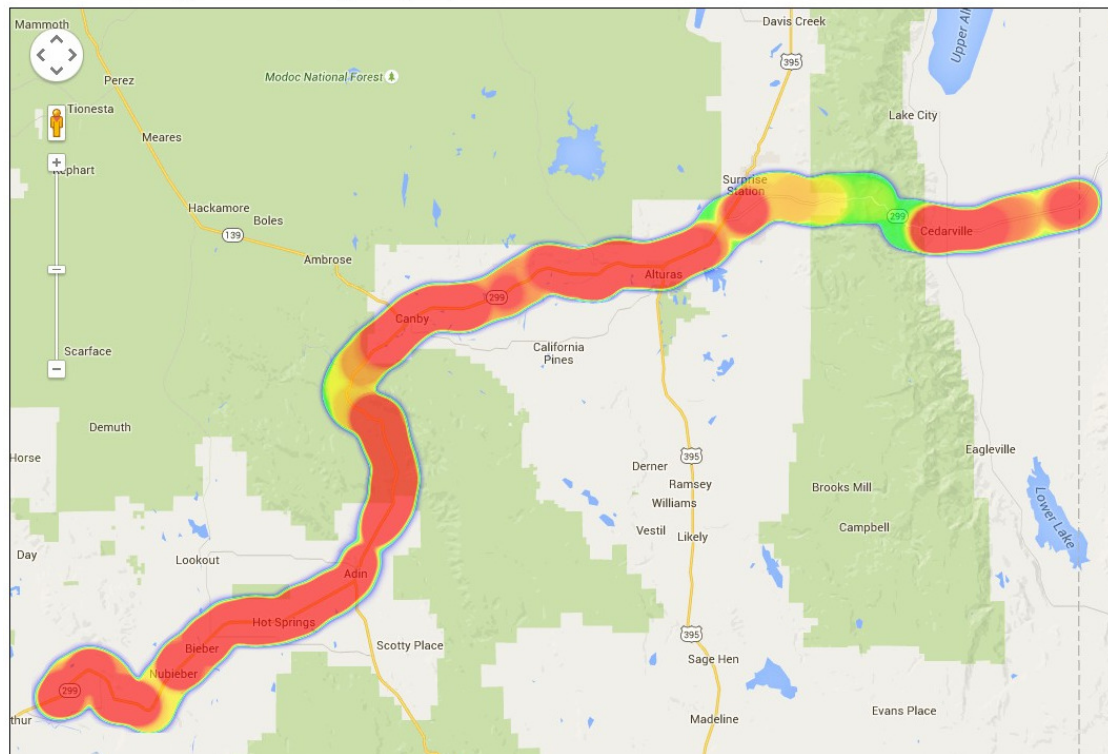 Mammoth
Davis Creek
Upper Al
395
Modoc National Forest
Perez
Tionesta
Lake City
Meares
ephart
Surprise
Station
Hackamore
Boles
299
139
Cedarville
Ambrose
Alturas
299
Canby
California
Pines
Scarface
Demuth
Horse
395
Eagleville
Derner
Ramsey
Brooks Mill
Williams
Lower Lake
Vestil
Likely
Campbell
Day
Lookout
Adin
Hot Springs
395
Scotty Place
Bieber
Sage Hen
Nubieber
299
thur
Madeline
Evans Place